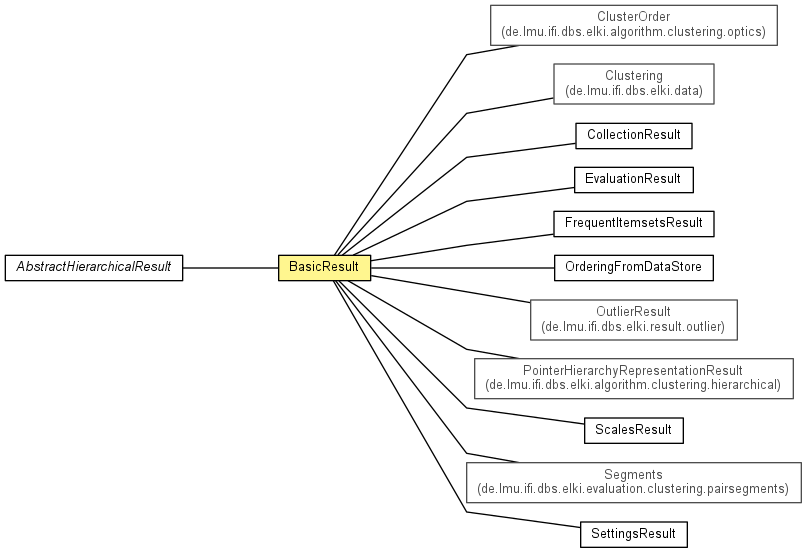 ClusterOrder
(de.lmu.ifi.dbs.elki.algorithm.clustering.optics)
Clustering
(de.lmu.ifi.dbs.elki.data)
CollectionResult
EvaluationResult
FrequentItemsetsResult
AbstractHierarchicalResult
BasicResult
OrderingFromDataStore
OutlierResult
(de.lmu.ifi.dbs.elki.result.outlier)
PointerHierarchyRepresentationResult
(de.lmu.ifi.dbs.elki.algorithm.clustering.hierarchical)
ScalesResult
Segments
(de.lmu.ifi.dbs.elki.evaluation.clustering.pairsegments)
SettingsResult